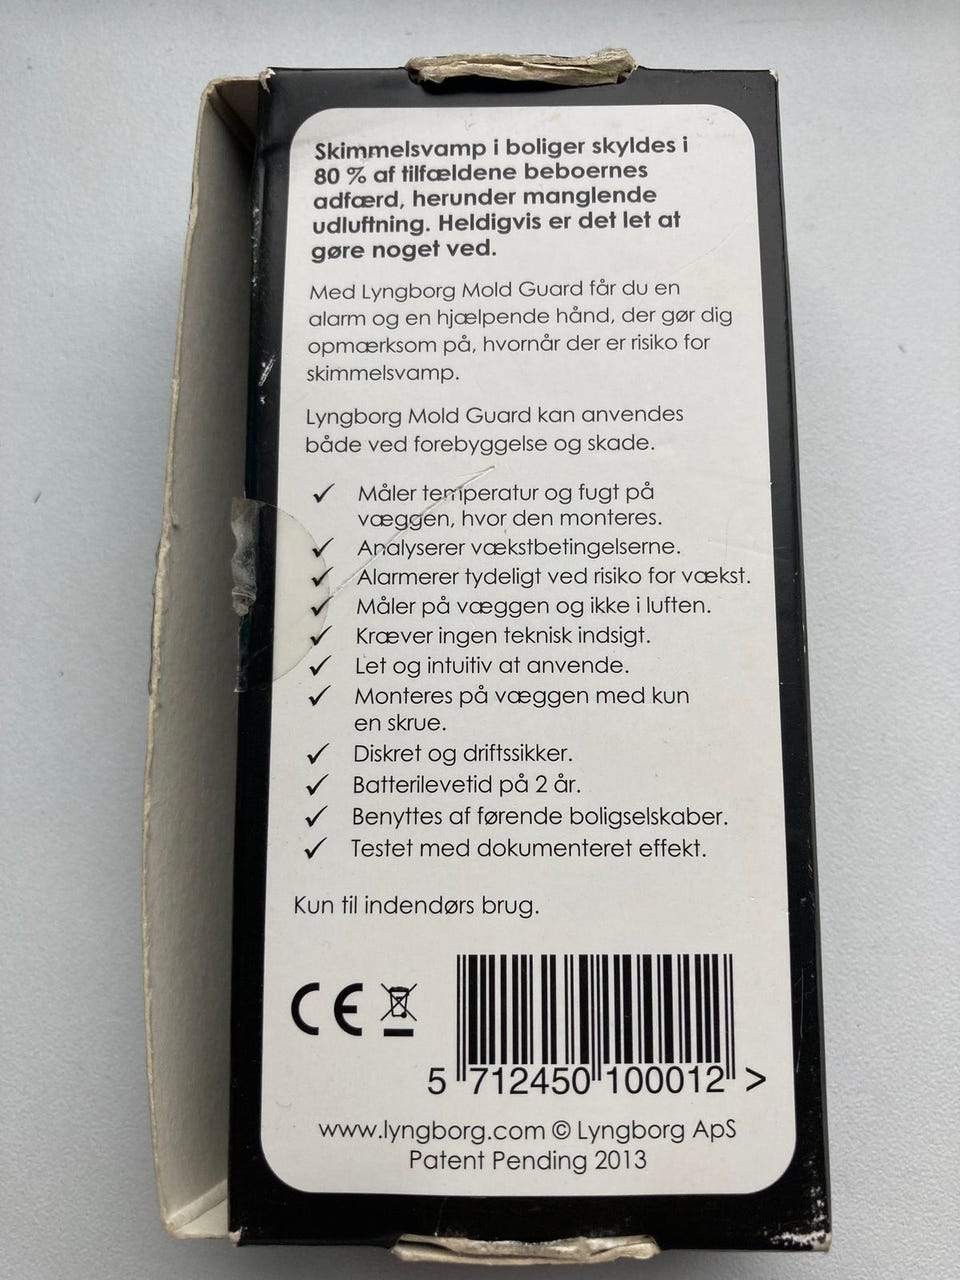 Skimmelsvamp i boliger skyldes i
80 % af tilfældene beboernes
adfærd, herunder manglende
udluftning. Heldigvis er det let at
gøre noget ved.
Med Lyngborg Mold Guard får du en
alarm og en hjælpende hånd, der gør dig
opmærksom på, hvornår der er risiko for
skimmelsvamp.
Lyngborg Mold Guard kan anvendes
både ved forebyggelse og skade.
✓ Måler temperatur og fugt på
væggen, hvor den monteres.
✓ Analyserer vækstbetingelserne.
✓ Alarmerer tydeligt ved risiko for vækst.
✓ Måler på væggen og ikke i luften.
✓ Kræver ingen teknisk indsigt.
✓ Let og intuitiv at anvende.
✓ Monteres på væggen med kun
en skrue.
✓ Diskret og driftssikker.
✓ Batterilevetid på 2 år.
✓ Benyttes af førende boligselskaber.
✓ Testet med dokumenteret effekt.
Kun til indendørs brug.
CE
5 712450 100012 >
www.lyngborg.com © Lyngborg ApS
Patent Pending 2013